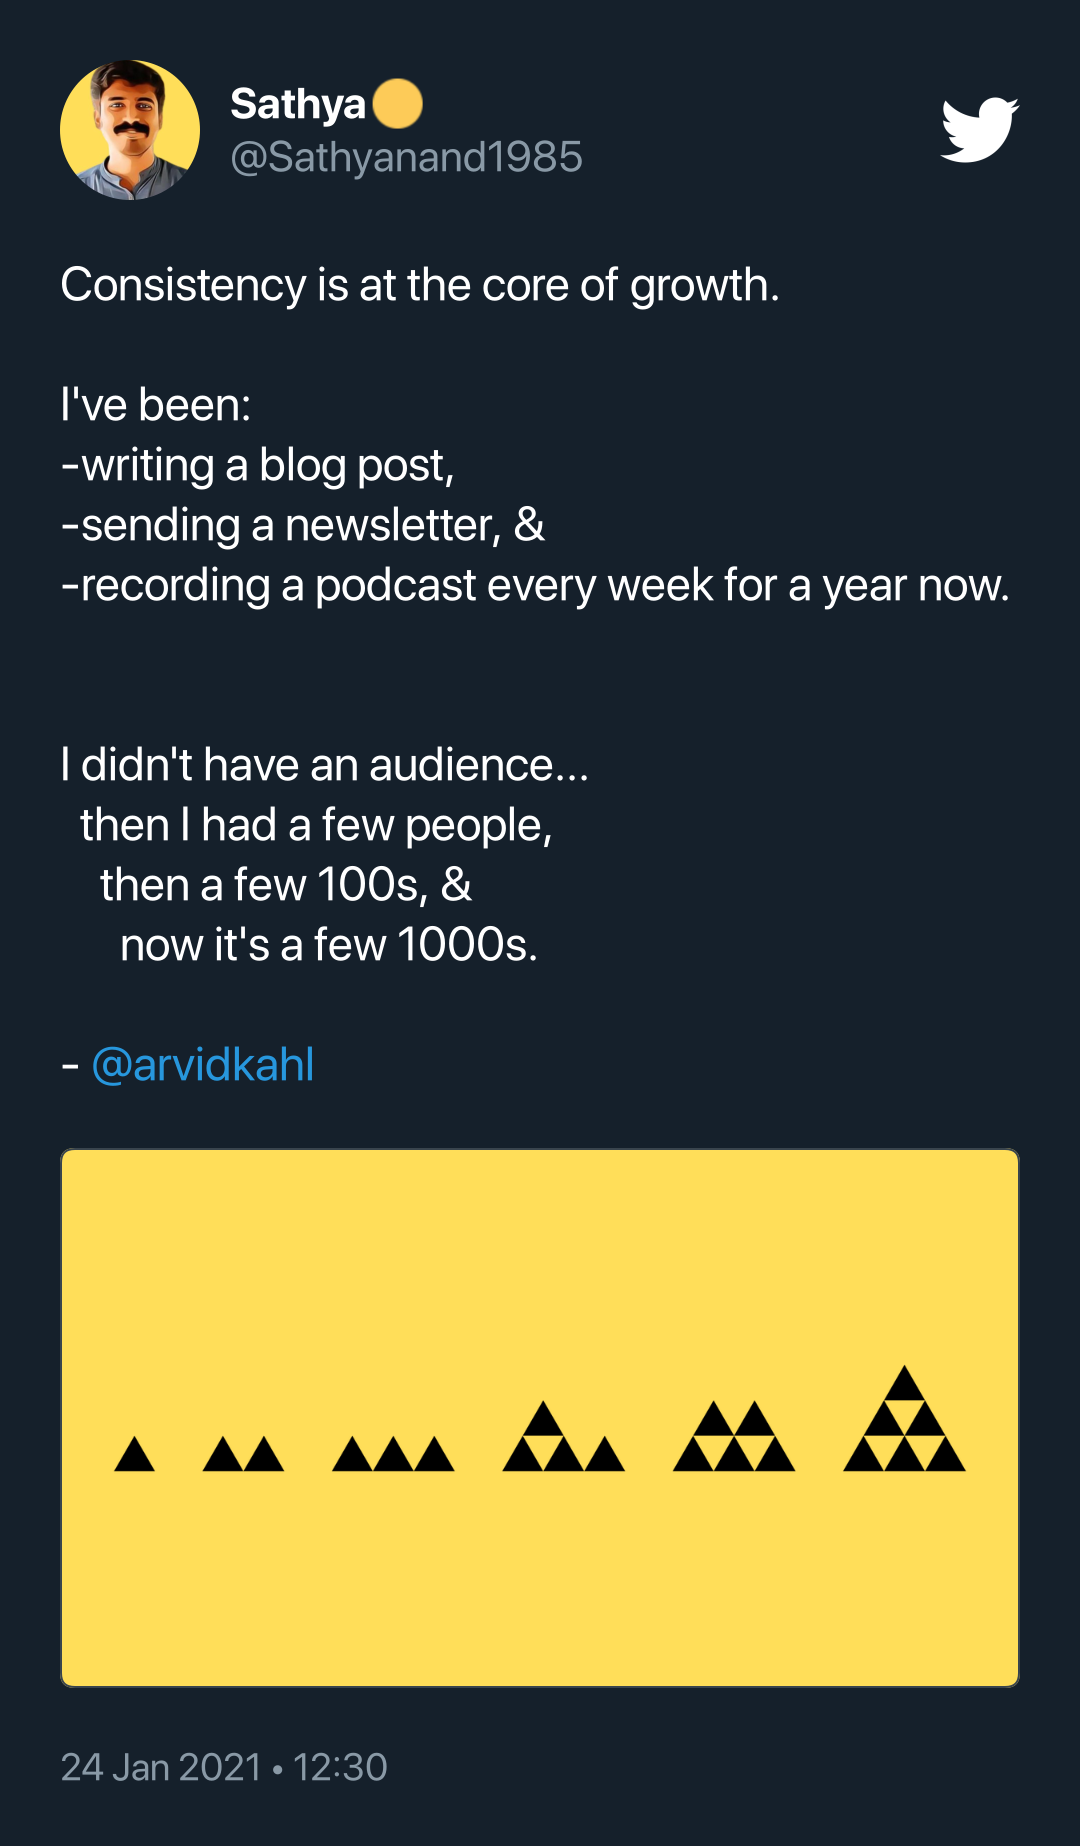 Sathya
@Sathyanand1985
Consistency is at the core of growth.
I've been:
-writing a blog post,
-sending a newsletter, &
-recording a podcast every week for a year now.
I didn't have an audience...
then I had a few people,
then a few 100s, &
now it's a few 1000s.
- @arvidkahl
24 Jan 2021 • 12:30